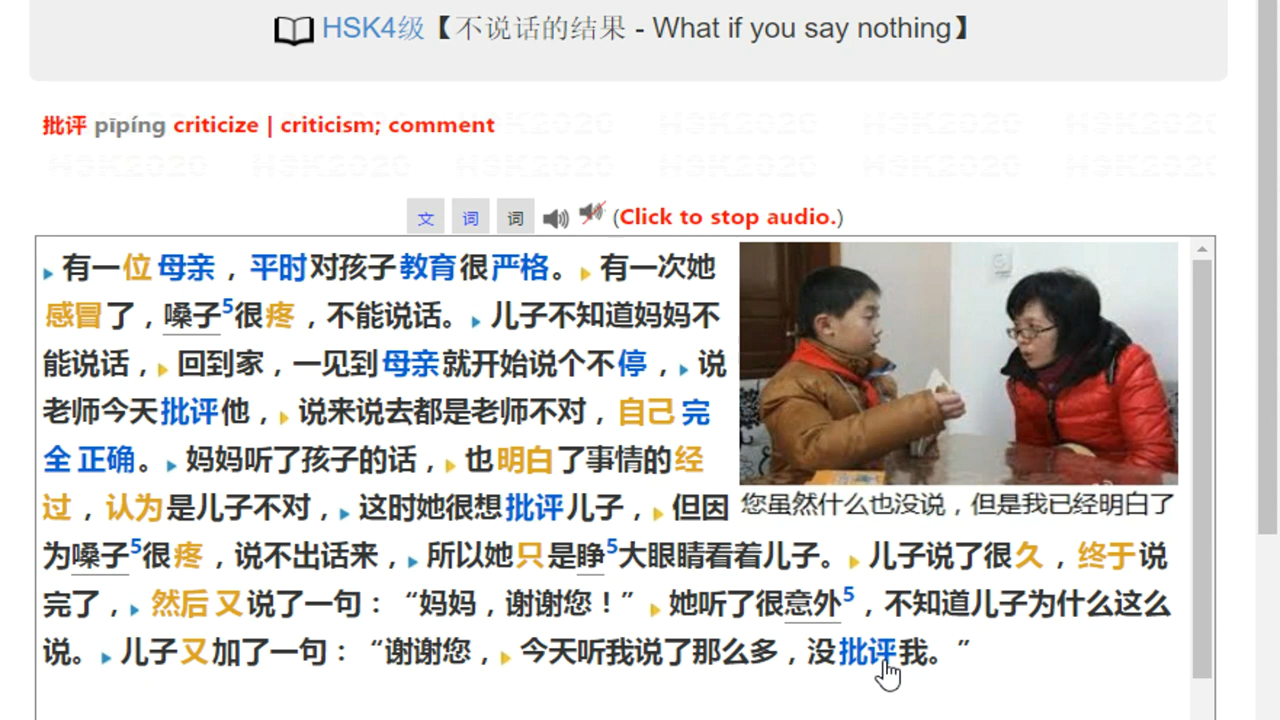 HSK4级【不说话的结果 - What if you say nothing】
批评 pīpíng criticize | criticism; comment
HSK2020 HSK2020 HSK2020 HSK2020
HSK2020 HSK2020 HSK2020 HSK2020 HSK2020 HSK2020
文 词 词 (Click to stop audio.)
有一位母亲，平时对孩子教育很严格。有一次她
感冒了，嗓子5很疼，不能说话。儿子不知道妈妈不
能说话，回到家，一见到母亲就开始说个不停，说
老师今天批评他，说来说去都是老师不对，自己完
全正确。妈妈听了孩子的话，也明白了事情的经
过，认为是儿子不对，这时她很想批评儿子，但因
为嗓子5很疼，说不出话来，所以她只是睁5大眼睛看着儿子。儿子说了很久，终于说
完了，然后又说了一句：“妈妈，谢谢您！”她听了很意外5，不知道儿子为什么这么
说。儿子又加了一句：“谢谢您，今天听我说了那么多，没批评我。”
您虽然什么也没说，但是我已经明白了